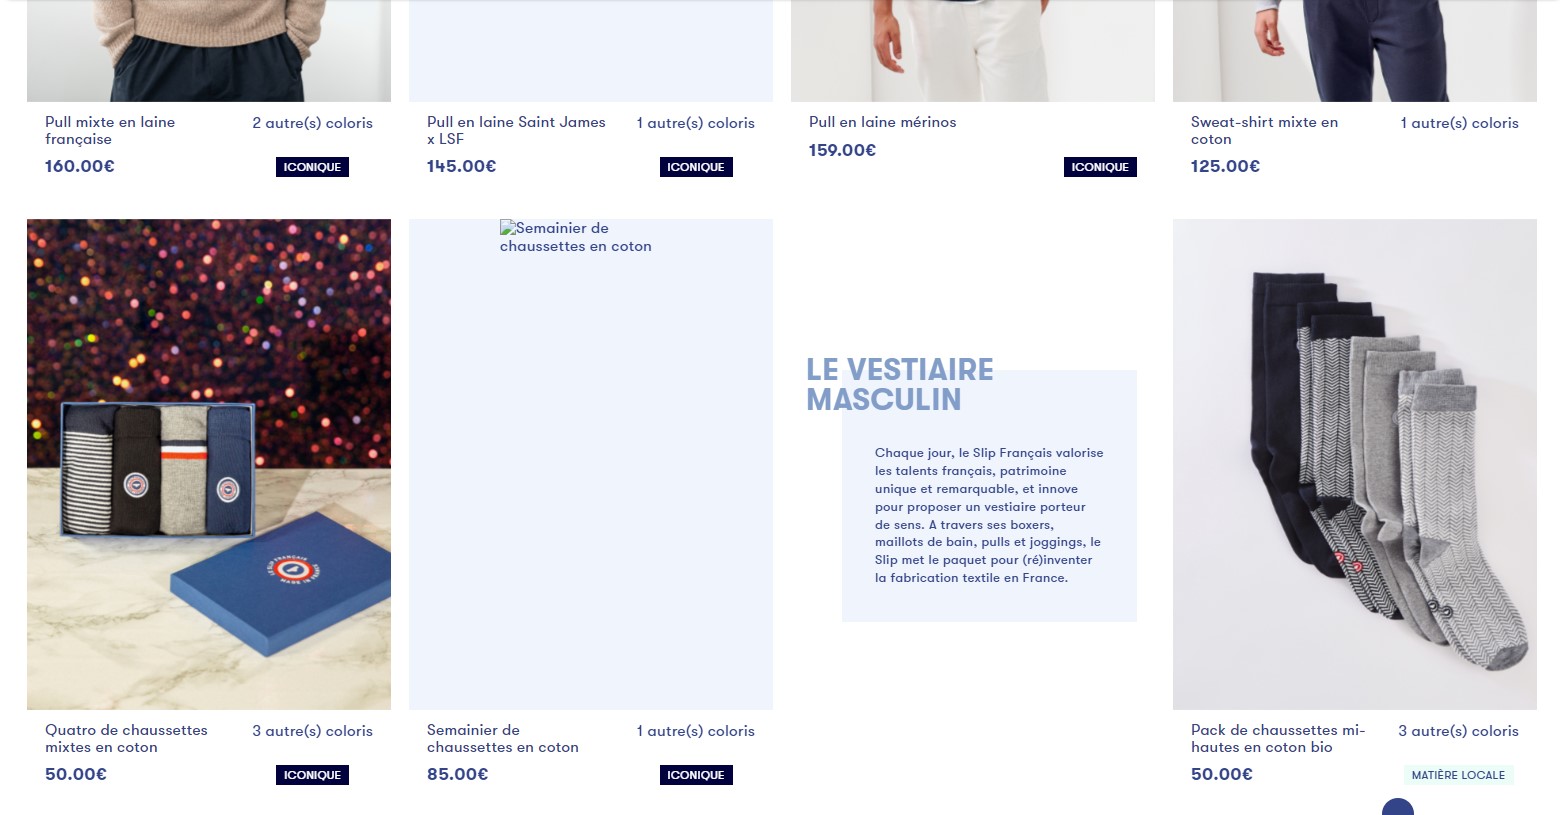 Pull mixte en laine
française
2 autre(s) coloris
160.00€
ICONIQUE
Pull en laine Saint James
x LSF
1 autre(s) coloris
145.00€
ICONIQUE
Pull en laine mérinos
159.00€
ICONIQUE
Sweat-shirt mixte en
coton
1 autre(s) coloris
125.00€
LE SLIP FRANÇAIS
MADE IN FRANCE
Quatro de chaussettes
mixtes en coton
3 autre(s) coloris
50.00€
ICONIQUE
Semainier de
chaussettes en coton
Semainier de
chaussettes en coton
1 autre(s) coloris
85.00€
ICONIQUE
LE VESTIAIRE
MASCULIN
Chaque jour, le Slip Français valorise
les talents français, patrimoine
unique et remarquable, et innove
pour proposer un vestiaire porteur
de sens. A travers ses boxers,
maillots de bain, pulls et joggings, le
Slip met le paquet pour (ré)inventer
la fabrication textile en France.
Pack de chaussettes mi-
hautes en coton bio
3 autre(s) coloris
50.00€
MATIÈRE LOCALE